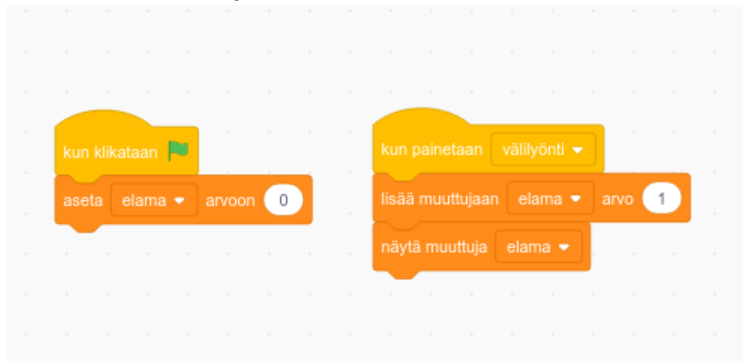 kun klikataan
aseta elama arvoon 0
kun painetaan välilyönti
lisää muuttujaan elama arvo 1
näytä muuttuja elama